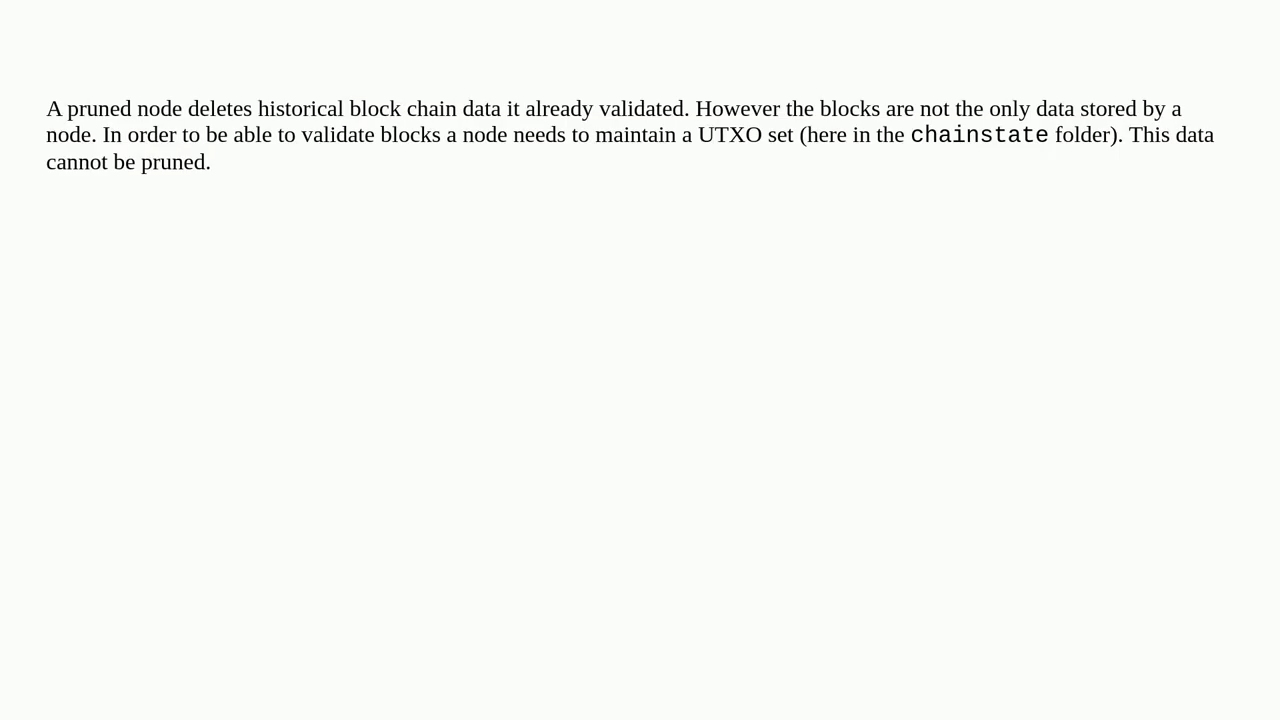 A pruned node deletes historical block chain data it already validated. However the blocks are not the only data stored by a
node. In order to be able to validate blocks a node needs to maintain a UTXO set (here in the chainstate folder). This data
cannot be pruned.